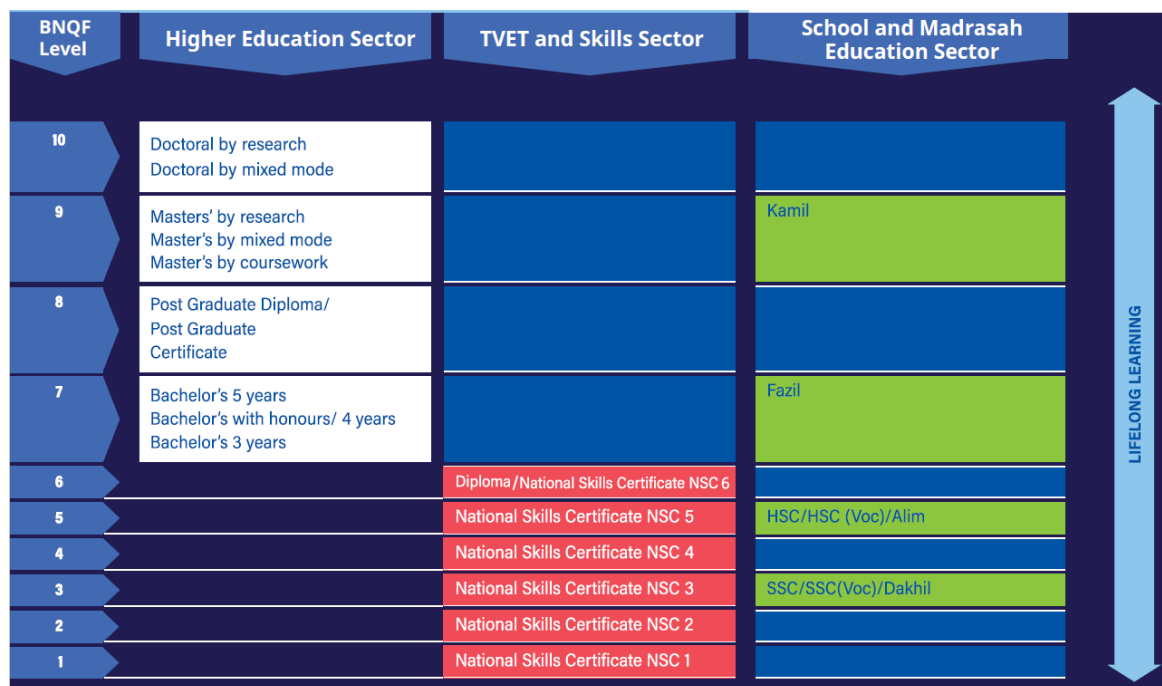 BNQF
Level
Higher Education Sector
TVET and Skills Sector
School and Madrasah
Education Sector
10
Doctoral by research
Doctoral by mixed mode
9
Masters' by research
Master's by mixed mode
Master's by coursework
Kamil
8
Post Graduate Diploma/
Post Graduate
Certificate
7
Bachelor's 5 years
Bachelor's with honours/ 4 years
Bachelor's 3 years
Fazil
6
Diploma/National Skills Certificate NSC 6
5
National Skills Certificate NSC 5
HSC/HSC (Voc)/Alim
4
National Skills Certificate NSC 4
3
National Skills Certificate NSC 3
SSC/SSC(Voc)/Dakhil
2
National Skills Certificate NSC 2
1
National Skills Certificate NSC 1
LIFELONG LEARNING